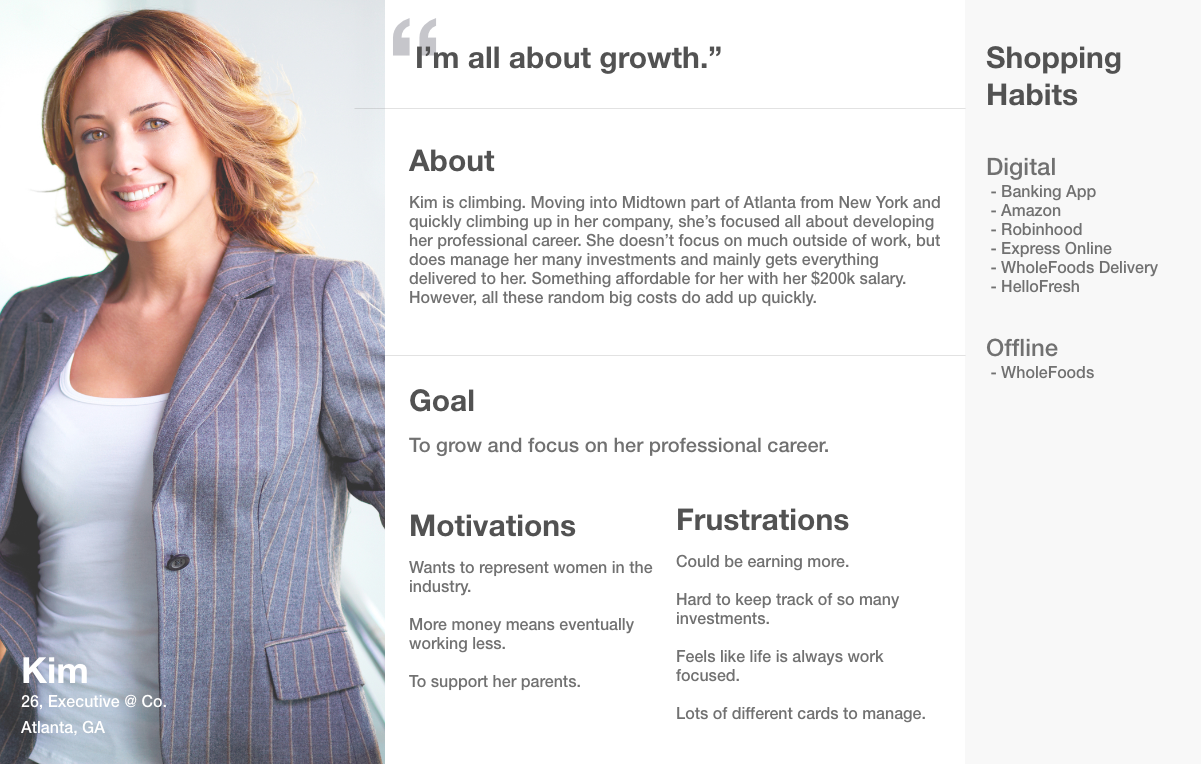 “I’m all about growth.”
About
Kim is climbing. Moving into Midtown part of Atlanta from New York and
quickly climbing up in her company, she’s focused all about developing
her professional career. She doesn’t focus on much outside of work, but
does manage her many investments and mainly gets everything
delivered to her. Something affordable for her with her $200k salary.
However, all these random big costs do add up quickly.
Goal
To grow and focus on her professional career.
Motivations
Wants to represent women in the
industry.
More money means eventually
working less.
To support her parents.
Frustrations
Could be earning more.
Hard to keep track of so many
investments.
Feels like life is always work
focused.
Lots of different cards to manage.
Shopping
Habits
Digital
- Banking App
- Amazon
- Robinhood
- Express Online
- WholeFoods Delivery
- HelloFresh
Offline
- WholeFoods
Kim
26, Executive @ Co.
Atlanta, GA